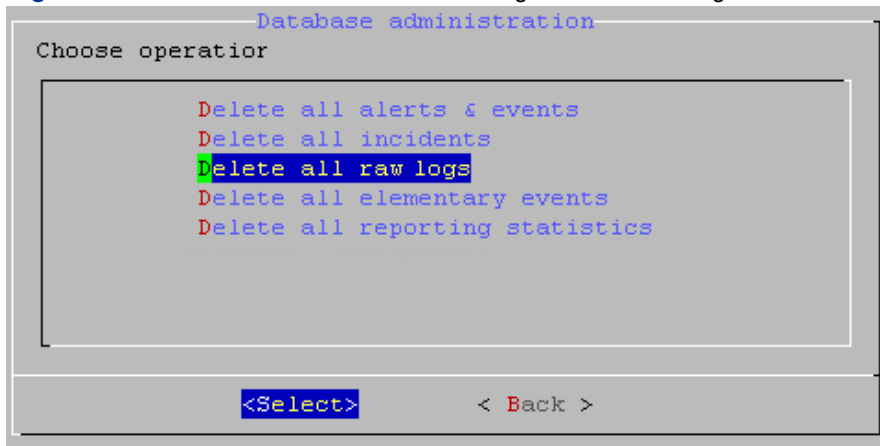 Database administration
Choose operatior
Delete all alerts & events
Delete all incidents
Delete all raw logs
Delete all elementary events
Delete all reporting statistics
<Select> < Back >